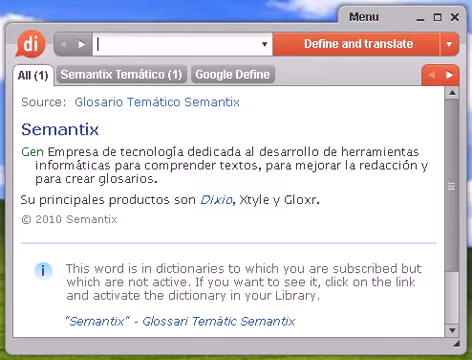 Menu
di
Define and translate
All (1)
Semantix Temático (1)
Google Define
Source: Glosario Temático Semantix
Semantix
Gen Empresa de tecnología dedicada al desarrollo de herramientas
informáticas para comprender textos, para mejorar la redacción y
para crear glosarios.
Su principales productos son Dixio, Xtyle y Gloxr.
© 2010 Semantix
i
This word is in dictionaries to which you are subscribed but
which are not active. If you want to see it, click on the link
and activate the dictionary in your Library.
"Semantix" - Glossari Temàtic Semantix